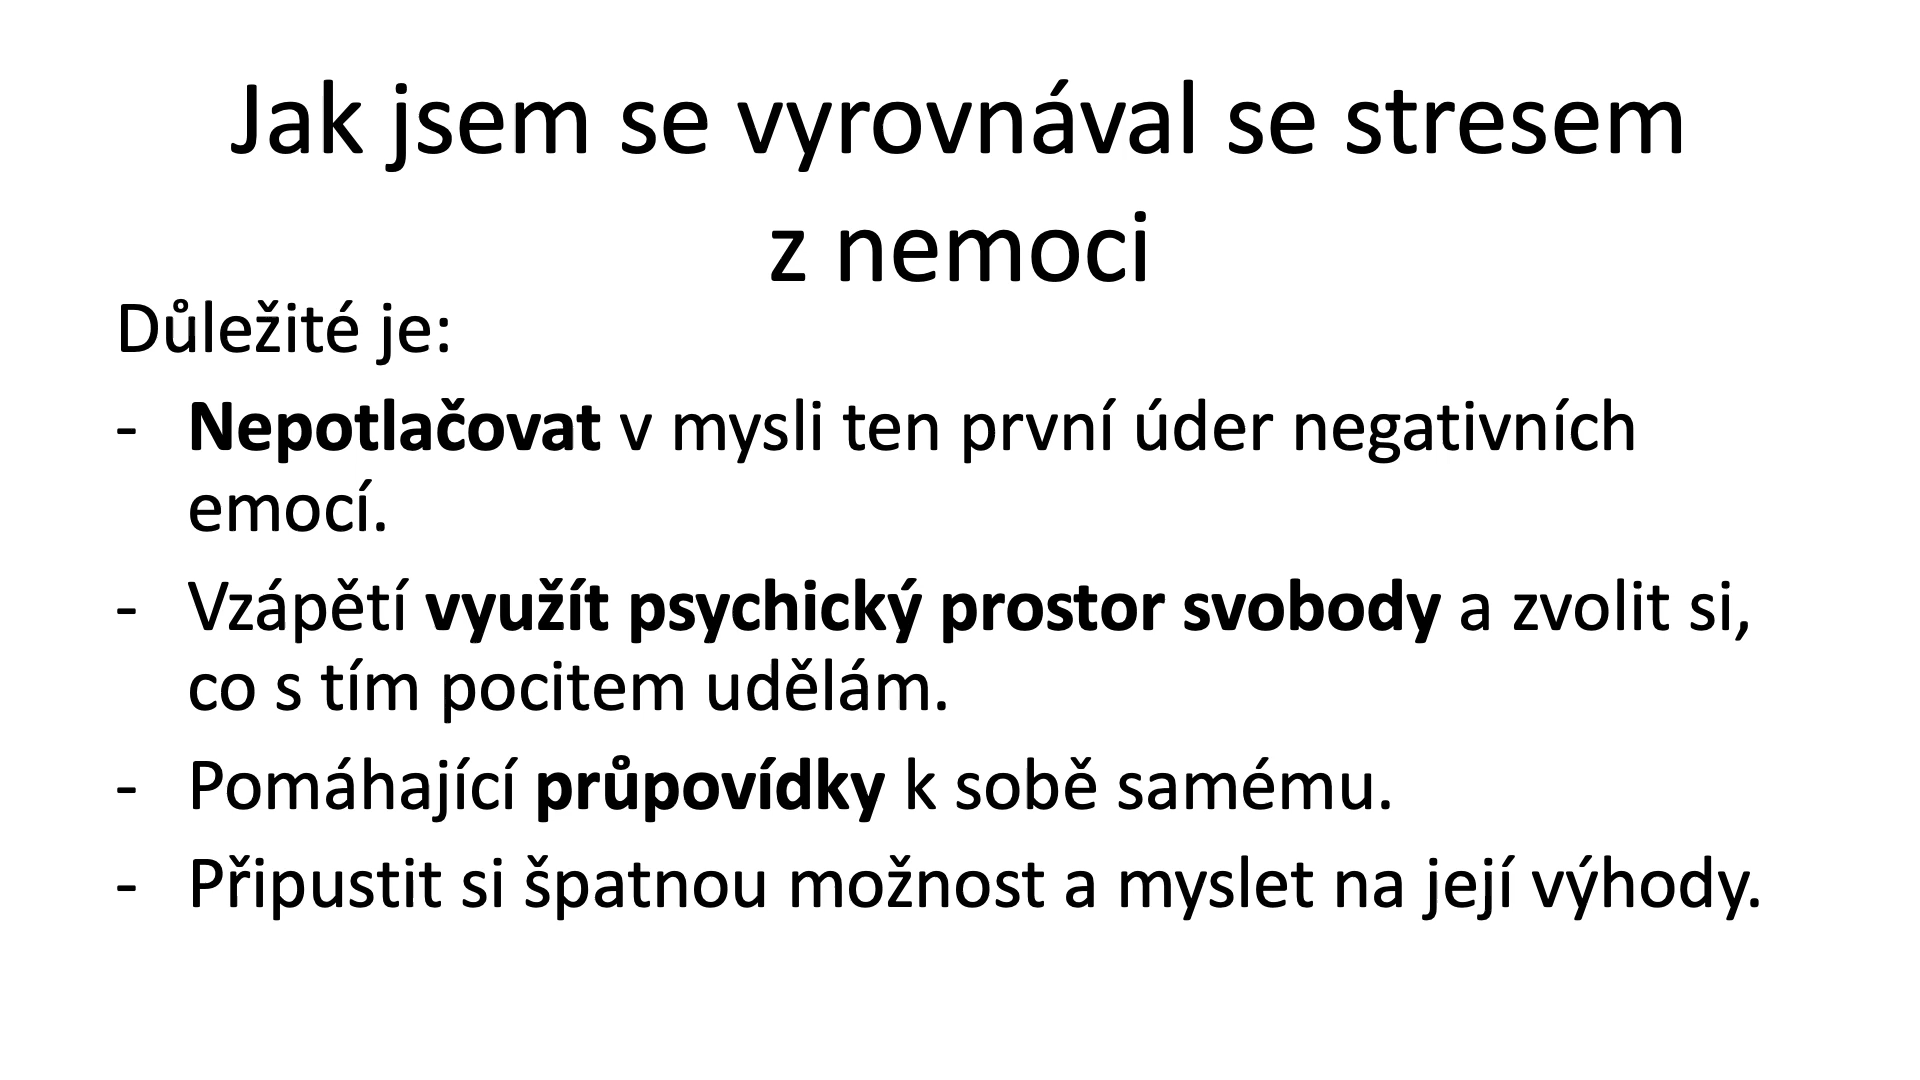 Jak jsem se vyrovnával se stresem
z nemoci
Důležité je:
- Nepotlačovat v mysli ten první úder negativních
emocí.
- Vzápětí využít psychický prostor svobody a zvolit si,
co s tím pocitem udělám.
- Pomáhající průpovídky k sobě samému.
- Připustit si špatnou možnost a myslet na její výhody.